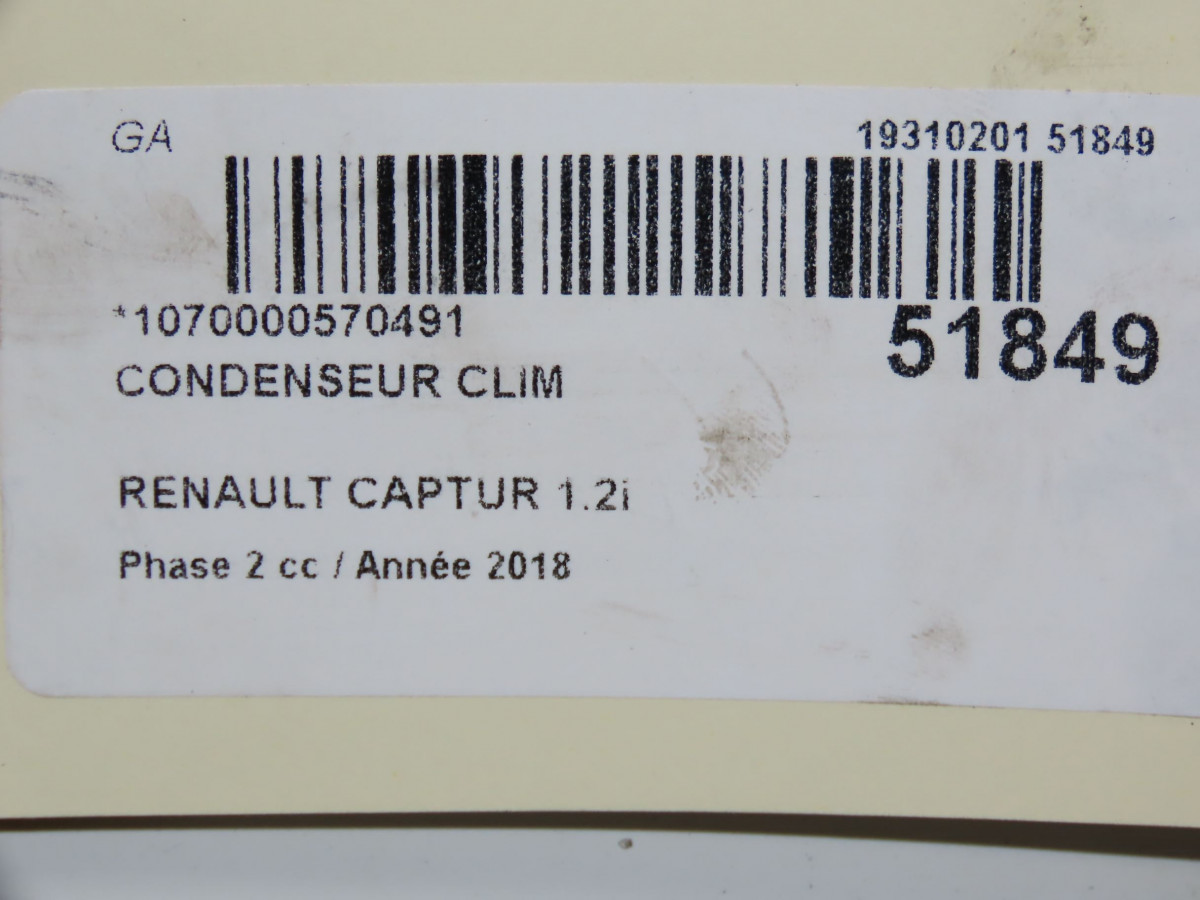 GA
19310201 51849
*1070000570491
51849
CONDENSEUR CLIM
RENAULT CAPTUR 1.2i
Phase 2 cc / Année 2018